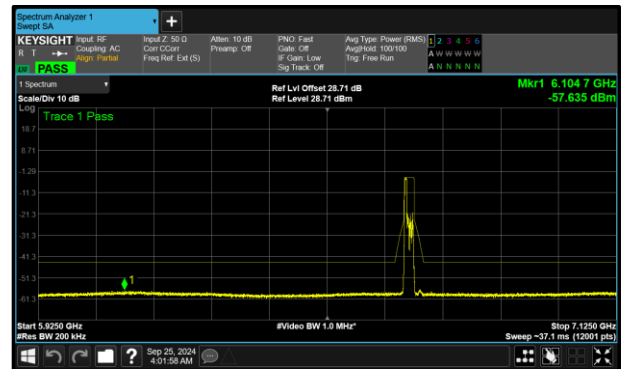 Spectrum Analyzer 1
Swept SA
+
KEYSIGHT Input: RF Input Z: 50 Ω Atten: 10 dB PNO: Fast Avg Type: Power (RMS) 1 2 3 4 5 6
R T Coupling: AC Corr CCorr Preamp: Off Gate: Off Avg|Hold: 100/100 A W W W W W
Align: Partial Freq Ref: Ext (S) IF Gain: Low Trig: Free Run
PASS Sig Track: Off A N N N N N
1 Spectrum Ref Lvl Offset 28.71 dB Mkr1 6.104 7 GHz
Scale/Div 10 dB Ref Level 28.71 dBm -57.635 dBm
Log
Trace 1 Pass
18.7
8.71
-1.29
-11.3
-21.3
-31.3
-41.3
-51.3
1
-61.3
Start 5.9250 GHz #Video BW 1.0 MHz* Stop 7.1250 GHz
#Res BW 200 kHz Sweep ~37.1 ms (12001 pts)
? Sep 25, 2024
4:01:58 AM